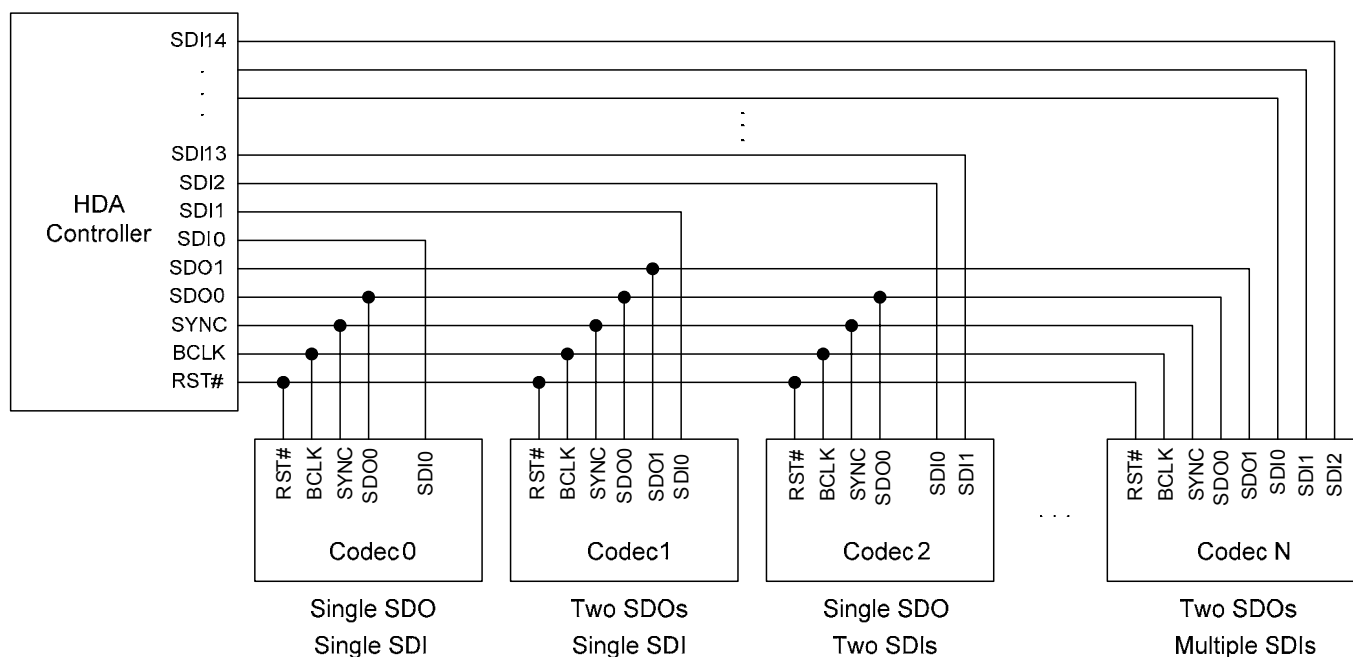 SDI14
.
.
.
SDI13
SDI2
SDI1
SDI0
SDO1
SDO0
SYNC
BCLK
RST#
HDA
Controller
RST#
BCLK
SYNC
SDO0
SDI0
Codec 0
Single SDO
Single SDI
RST#
BCLK
SYNC
SDO0
SDO1
SDI0
Codec 1
Two SDOs
Single SDI
RST#
BCLK
SYNC
SDO0
SDI0
SDI1
Codec 2
Single SDO
Two SDIs
. . .
RST#
BCLK
SYNC
SDO0
SDO1
SDI0
SDI1
SDI2
Codec N
Two SDOs
Multiple SDIs